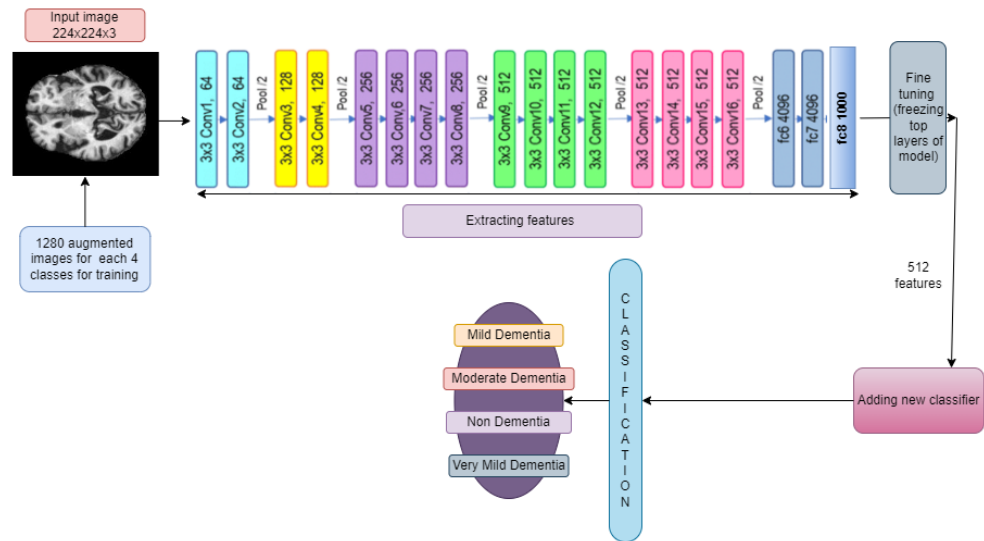 Input image
224x224x3
1280 augmented
images for each 4
classes for training
3x3 Conv1, 64
3x3 Conv2, 64
Pool /2
3x3 Conv3, 128
3x3 Conv4, 128
Pool /2
3x3 Conv5, 256
3x3 Conv,6 256
3x3 Conv7, 256
3x3 Conv8, 256
Pool /2
3x3 Conv9, 512
3x3 Conv10, 512
3x3 Conv11, 512
3x3 Conv12, 512
Pool /2
3x3 Conv13, 512
3x3 Conv14, 512
3x3 Conv15, 512
3x3 Conv16, 512
Pool /2
fc6 4096
fc7 4096
fc8 1000
Fine
tuning
(freezing
top
layers of
model)
Extracting features
512
features
Adding new classifier
CLASSIFICATION
Mild Dementia
Moderate Dementia
Non Dementia
Very Mild Dementia